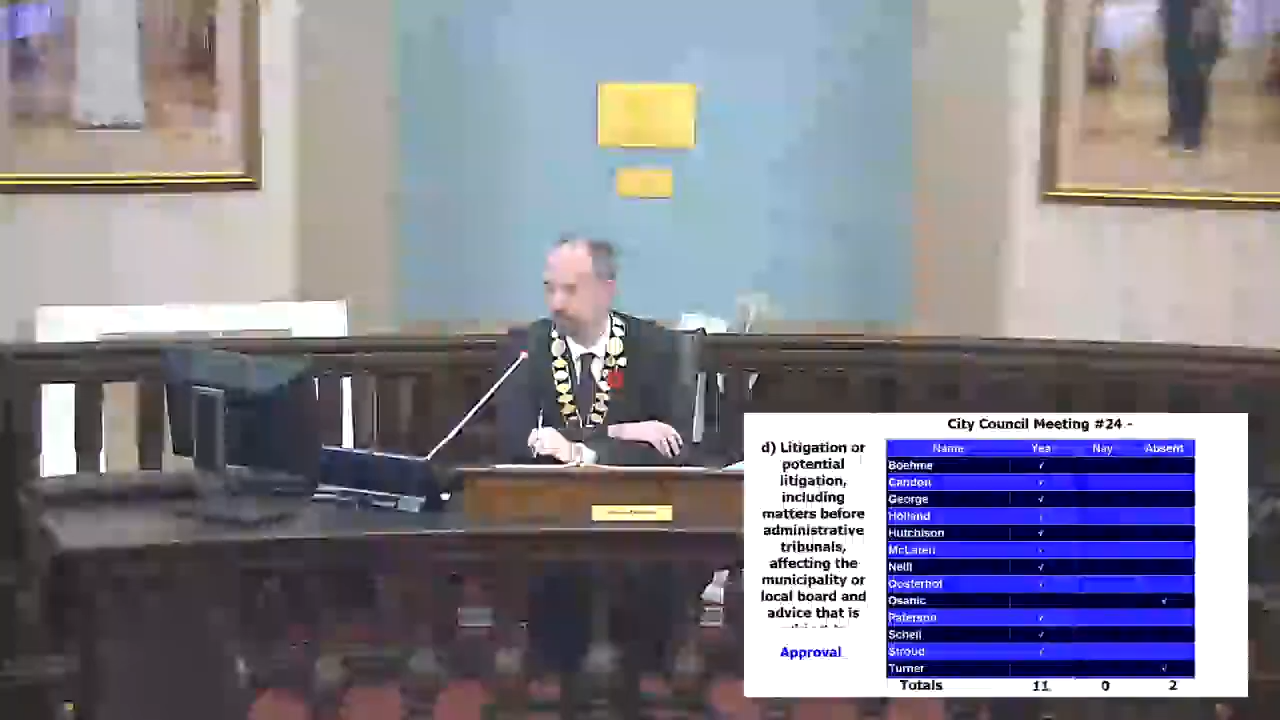 City Council Meeting #24 -
d) Litigation or
potential
litigation,
including
matters before
administrative
tribunals,
affecting the
municipality or
local board and
advice that is
Approval
Name Yea Nay Absent
Boehme √
Candon √
George √
Holland
Hutchison √
McLaren
Neill √
Oosterhof
Osanic √
Paterson √
Schell √
Stroud √
Turner √
Totals 11 0 2